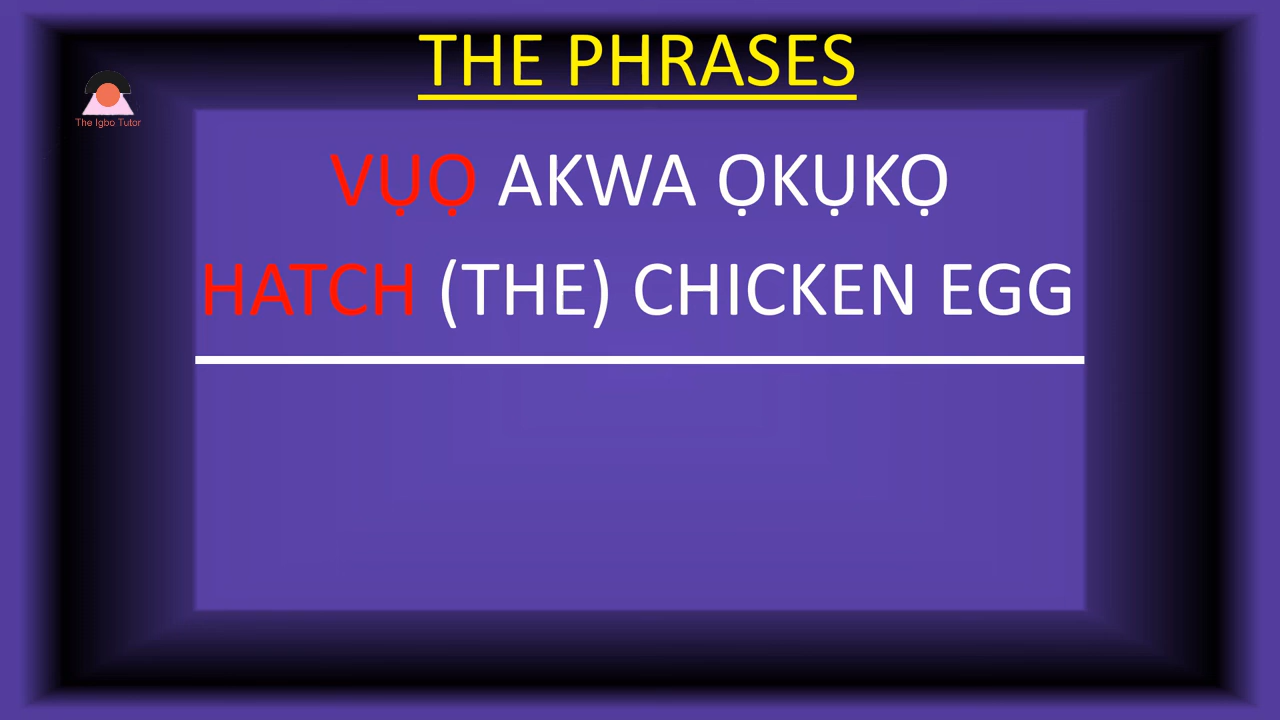 THE PHRASES
The Igbo Tutor
VỤỌ AKWA ỌKỤKỌ
HATCH (THE) CHICKEN EGG